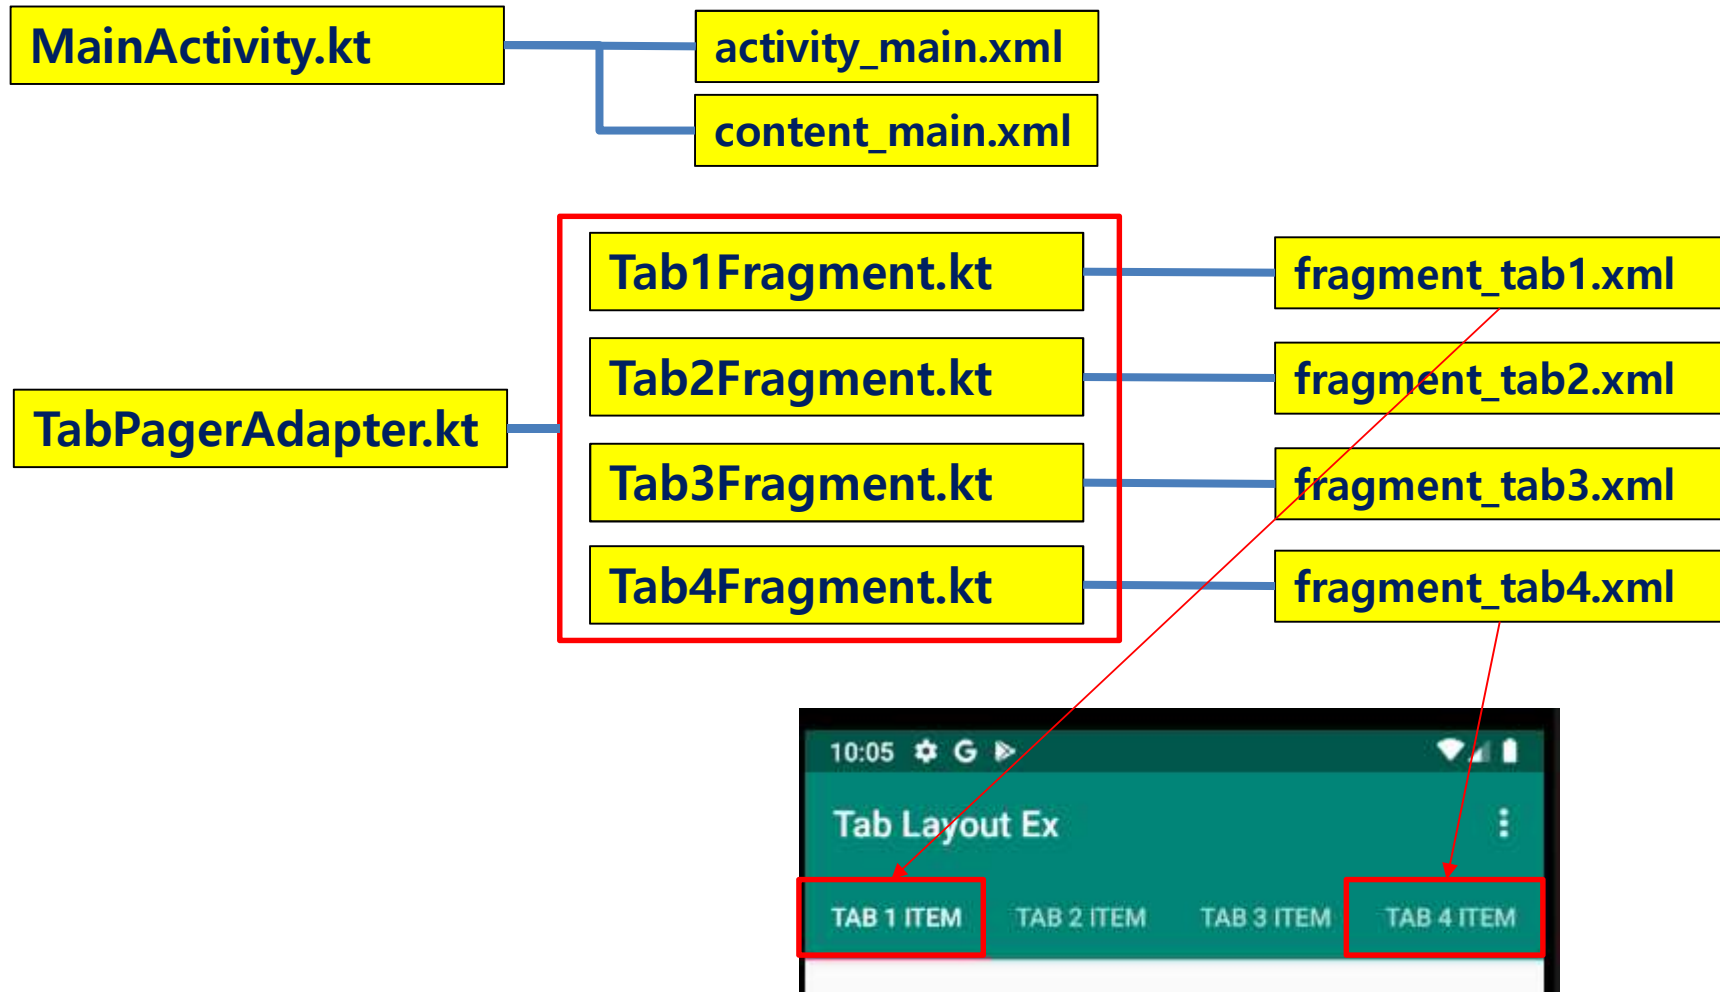 MainActivity.kt
activity_main.xml
content_main.xml
Tab1Fragment.kt
fragment_tab1.xml
Tab2Fragment.kt
fragment_tab2.xml
TabPagerAdapter.kt
Tab3Fragment.kt
fragment_tab3.xml
Tab4Fragment.kt
fragment_tab4.xml
10:05 G
Tab Layout Ex
TAB 1 ITEM TAB 2 ITEM TAB 3 ITEM TAB 4 ITEM